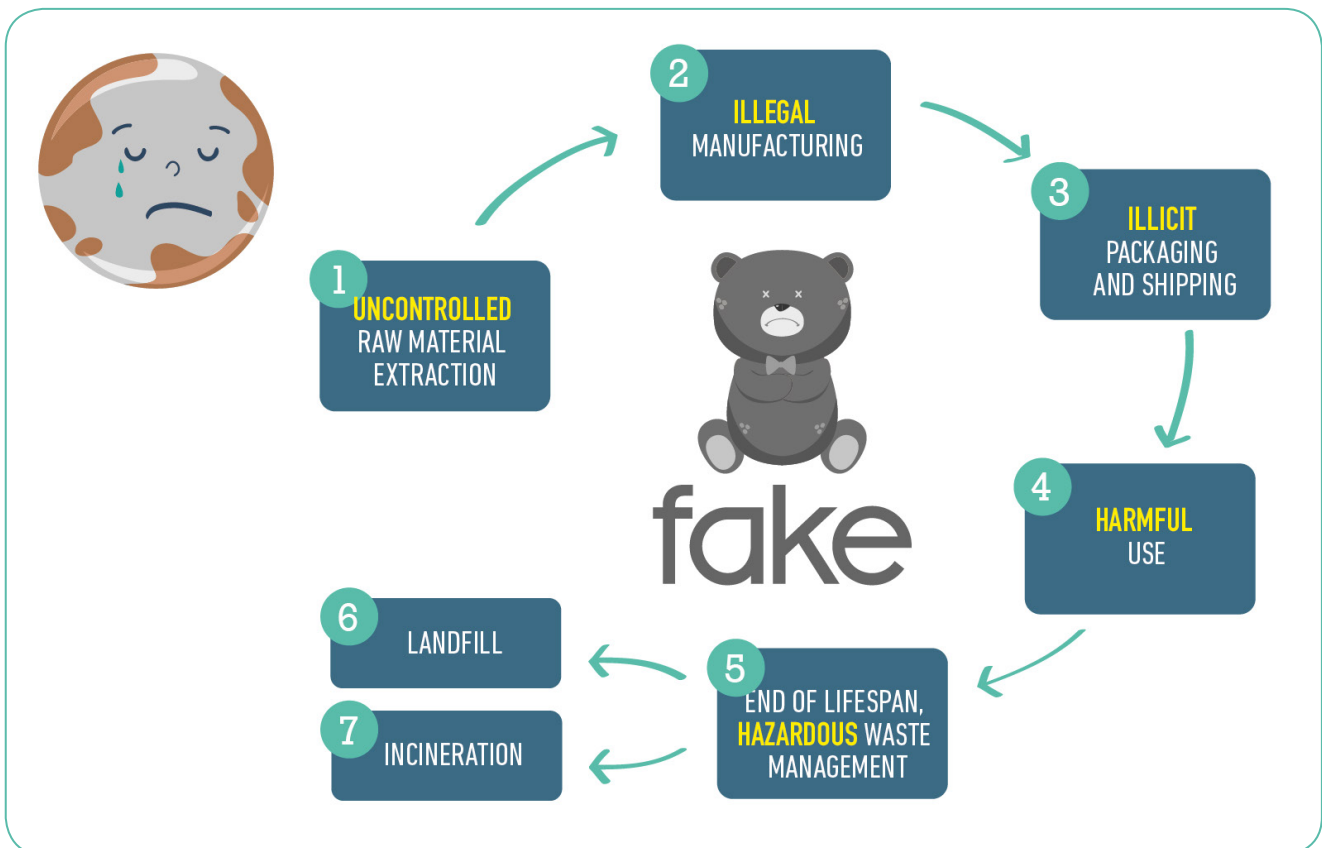 1
UNCONTROLLED
RAW MATERIAL
EXTRACTION
2
ILLEGAL
MANUFACTURING
3
ILLICIT
PACKAGING
AND SHIPPING
4
HARMFUL
USE
5
END OF LIFESPAN,
HAZARDOUS WASTE
MANAGEMENT
6
LANDFILL
7
INCINERATION
fake